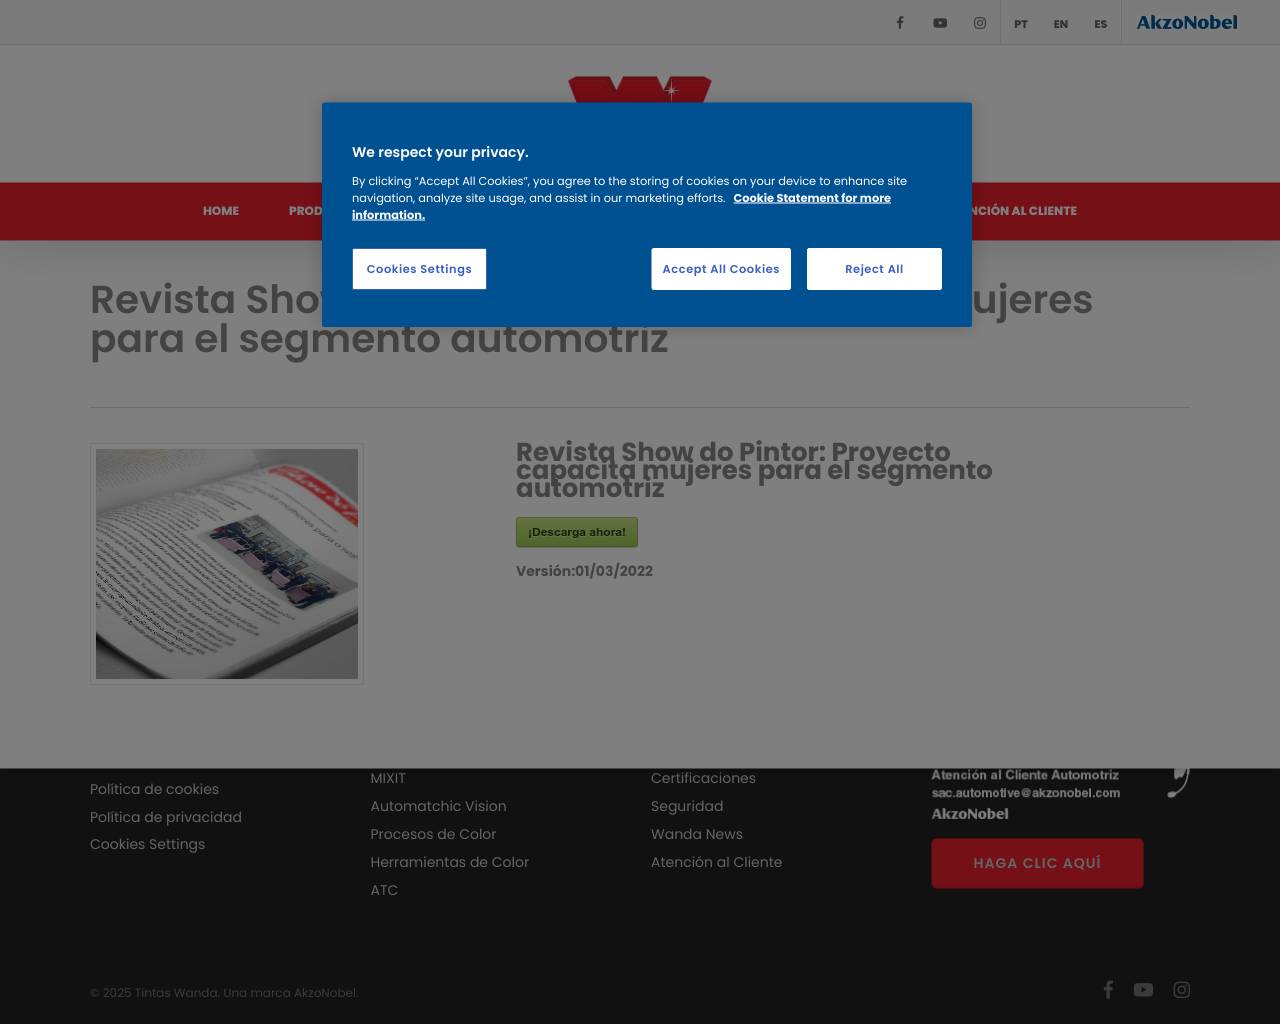 PT EN ES AkzoNobel
We respect your privacy.
By clicking “Accept All Cookies”, you agree to the storing of cookies on your device to enhance site
navigation, analyze site usage, and assist in our marketing efforts. Cookie Statement for more
information.
Cookies Settings Accept All Cookies Reject All
HOME PROD NCIÓN AL CLIENTE
Revista Sho ujeres
para el segmento automotriz
Revista Show do Pintor: Proyecto
capacita mujeres para el segmento
automotriz
¡Descarga ahora!
Versión:01/03/2022
Política de cookies
Política de privacidad
Cookies Settings
MIXIT
Automatchic Vision
Procesos de Color
Herramientas de Color
ATC
Certificaciones
Seguridad
Wanda News
Atención al Cliente
Atención al Cliente Automotriz
sac.automotive@akzonobel.com
AkzoNobel
HAGA CLIC AQUÍ
© 2025 Tintas Wanda. Una marca AkzoNobel.